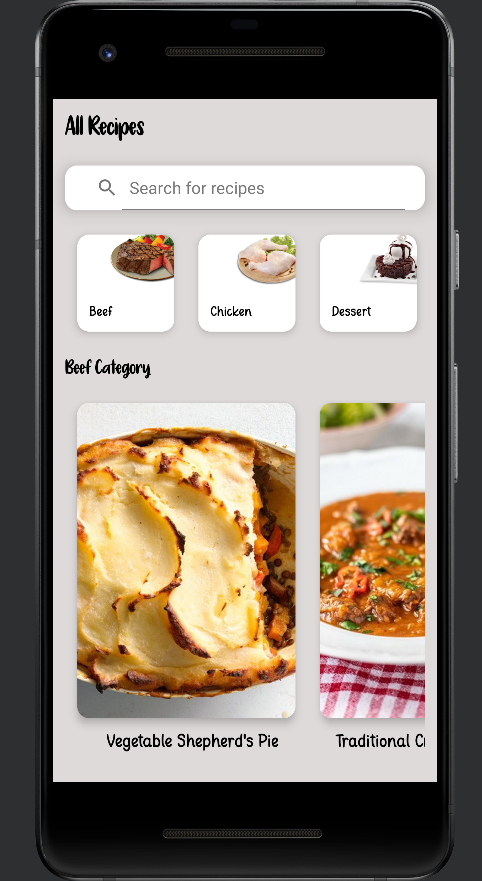 All Recipes
Search for recipes
Beef
Chicken
Dessert
Beef Category
Vegetable Shepherd's Pie
Traditional Cr